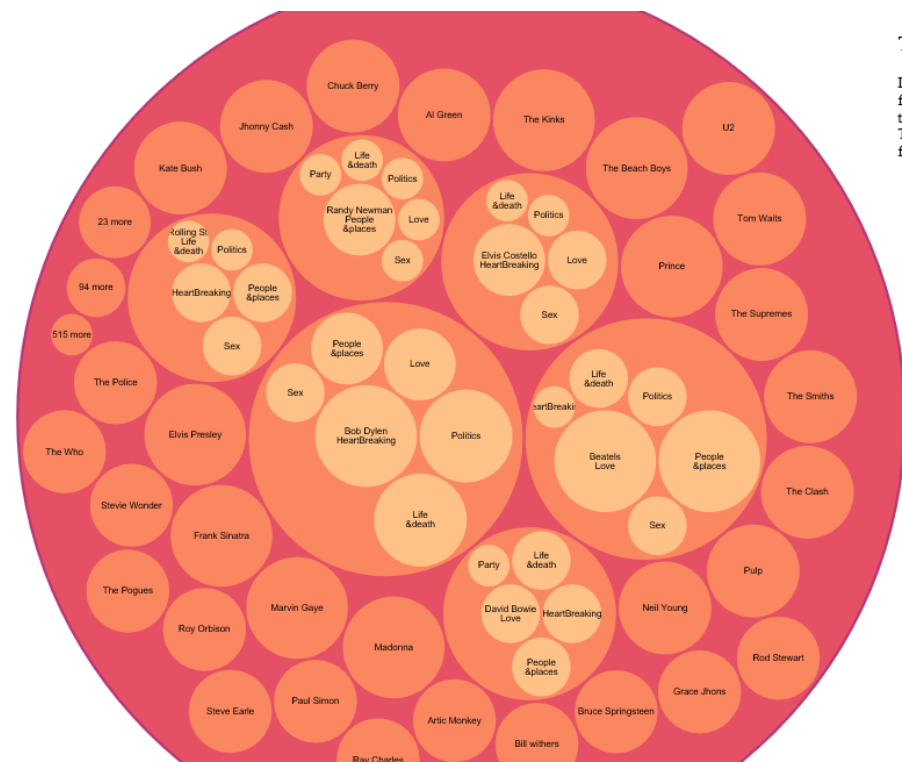 Chuck Berry
Al Green
The Kinks
U2
Jhonny Cash
Kate Bush
The Beach Boys
Tom Waits
23 more
94 more
515 more
Party
Life
&death
Politics
Randy Newman
People
&places
Love
Sex
Life
&death
Politics
Elvis Costello
HeartBreaking
Love
Sex
Prince
The Supremes
Rolling St
Life
&death
Politics
HeartBreaking
People
&places
Sex
The Police
Elvis Presley
The Who
Stevie Wonder
Frank Sinatra
The Pogues
People
&places
Love
Sex
Bob Dylen
HeartBreaking
Politics
Life
&death
Life
&death
Politics
eartBreakin
Beatels
Love
People
&places
Sex
The Smiths
The Clash
Pulp
Neil Young
Rod Stewart
Grace Jhons
Party
Life
&death
David Bowie
Love
HeartBreaking
People
&places
Marvin Gaye
Roy Orbison
Madonna
Steve Earle
Paul Simon
Artic Monkey
Bill withers
Bruce Springsteen
Ray Charles